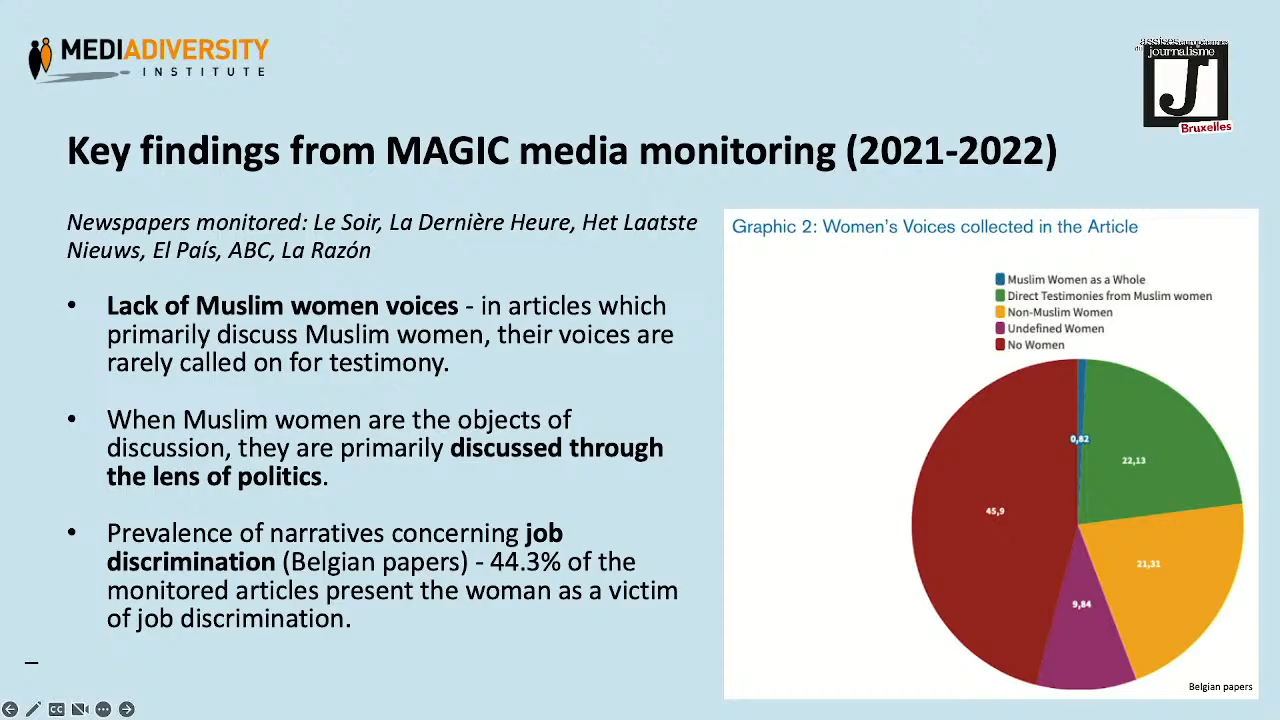 MEDIADIVERSITY
INSTITUTE
assises
journalisme
J
Bruxelles
Key findings from MAGIC media monitoring (2021-2022)
Newspapers monitored: Le Soir, La Dernière Heure, Het Laatste
Nieuws, El País, ABC, La Razón
• Lack of Muslim women voices - in articles which
primarily discuss Muslim women, their voices are
rarely called on for testimony.
• When Muslim women are the objects of
discussion, they are primarily discussed through
the lens of politics.
• Prevalence of narratives concerning job
discrimination (Belgian papers) - 44.3% of the
monitored articles present the woman as a victim
of job discrimination.
Graphic 2: Women's Voices collected in the Article
Muslim Women as a Whole
Direct Testimonies from Muslim women
Non-Muslim Women
Undefined Women
No Women
0,82
22,13
45,9
21,31
9,84
Belgian papers
CC